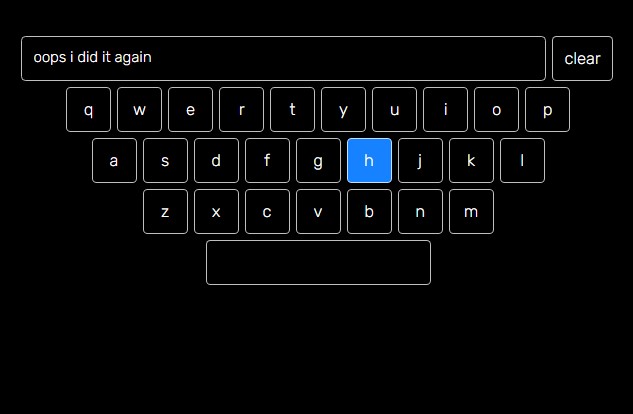 oops i did it again clear
q w e r t y u i o p
a s d f g h j k l
z x c v b n m